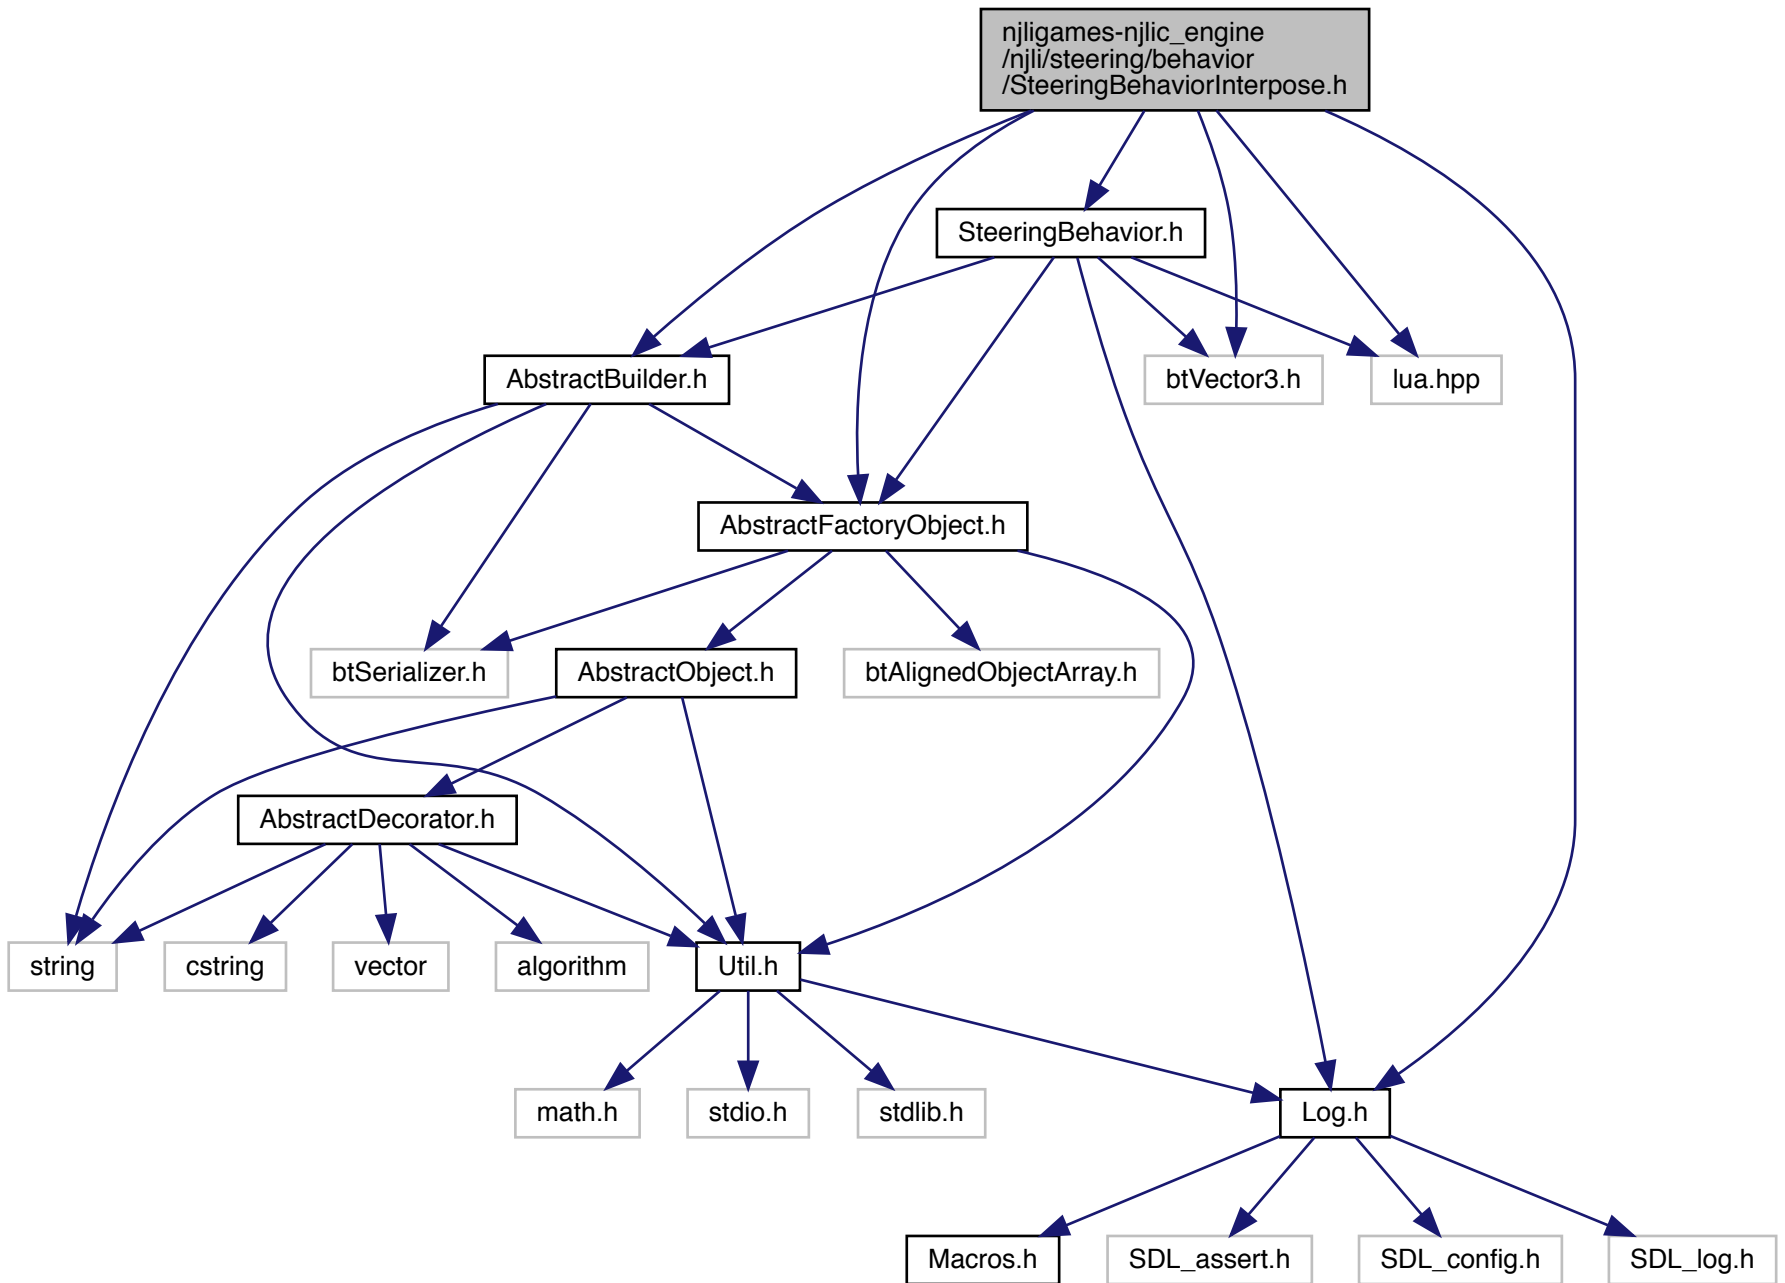 njligames-njlic_engine
/njli/steering/behavior
/SteeringBehaviorInterpose.h
SteeringBehavior.h
AbstractBuilder.h
btVector3.h
lua.hpp
AbstractFactoryObject.h
btSerializer.h
AbstractObject.h
btAlignedObjectArray.h
AbstractDecorator.h
string
cstring
vector
algorithm
Util.h
math.h
stdio.h
stdlib.h
Log.h
Macros.h
SDL_assert.h
SDL_config.h
SDL_log.h